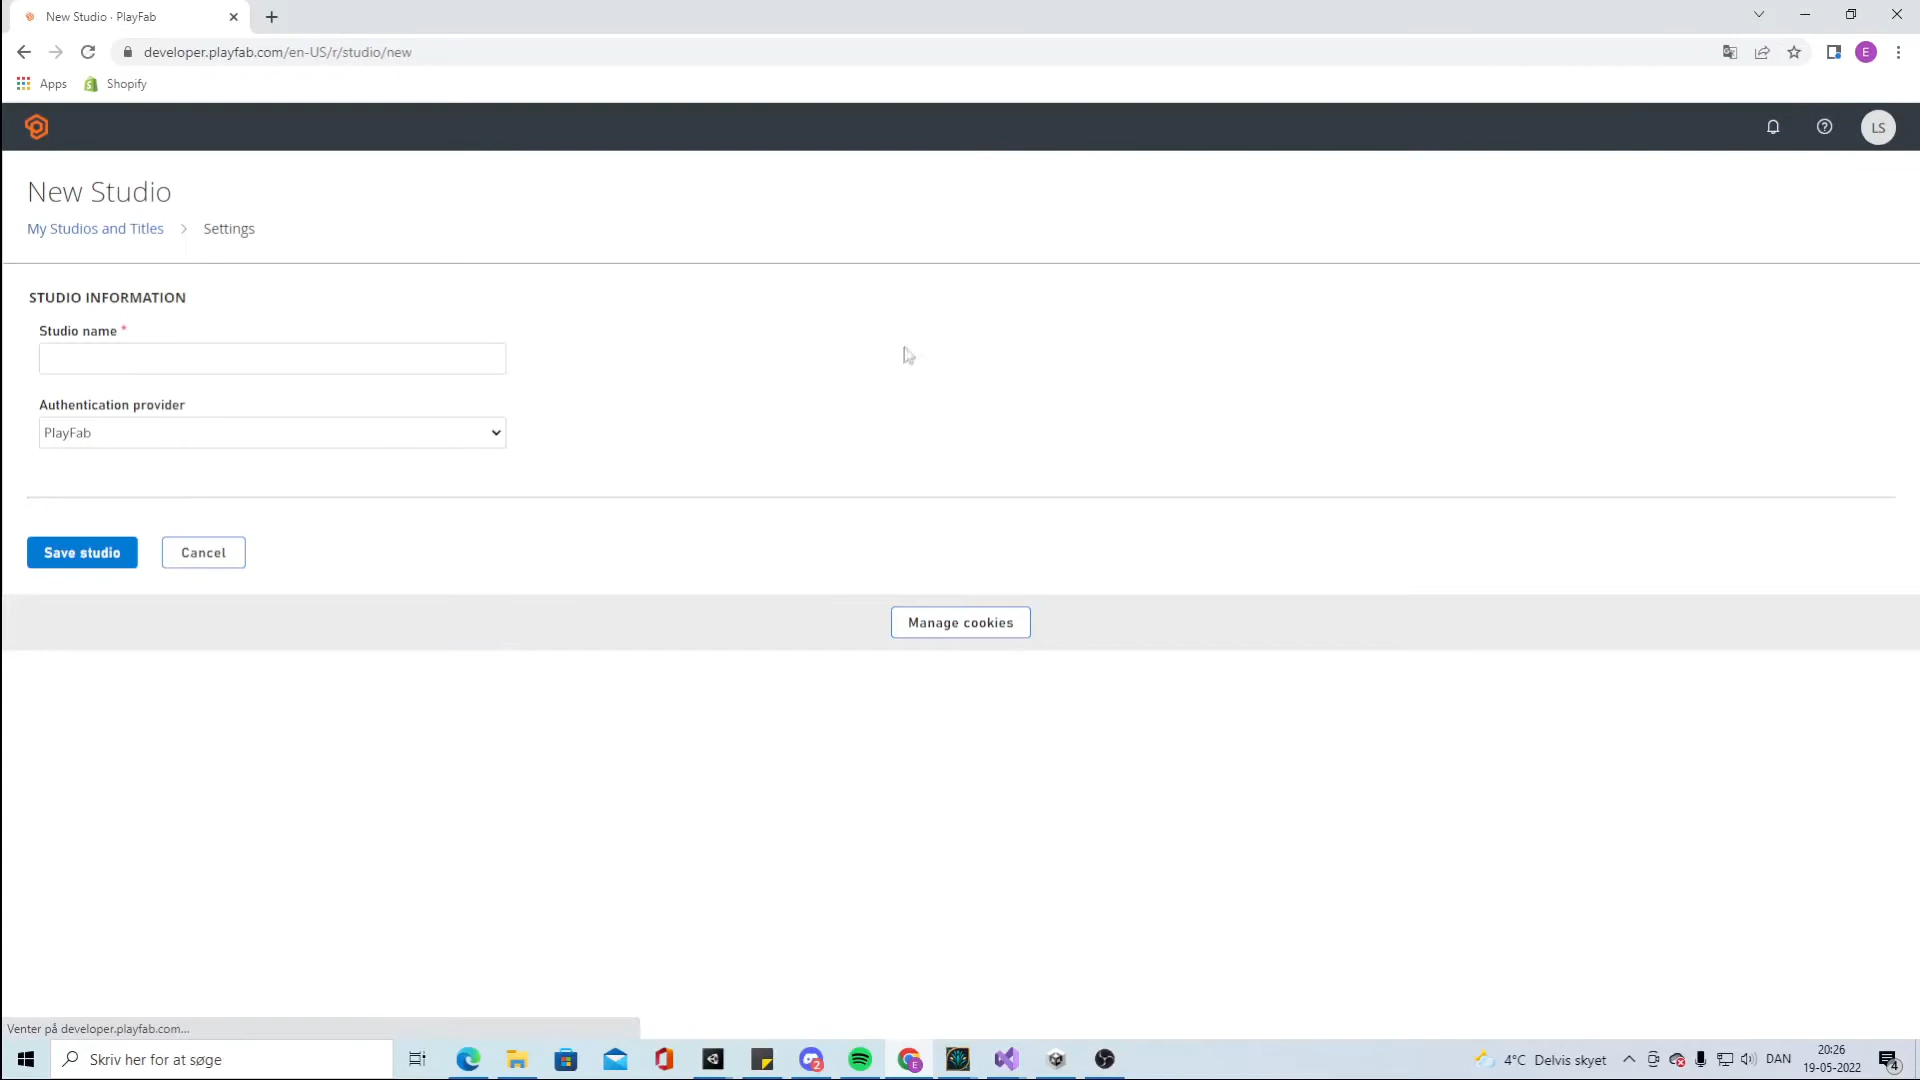 New Studio · PlayFab
developer.playfab.com/en-US/r/studio/new
E
Apps
Shopify
LS
New Studio
My Studios and Titles > Settings
STUDIO INFORMATION
Studio name *
Authentication provider
PlayFab
Save studio
Cancel
Manage cookies
Venter på developer.playfab.com...
Skriv her for at søge
2
E
4°C Delvis skyet
DAN
20:26
19-05-2022
4